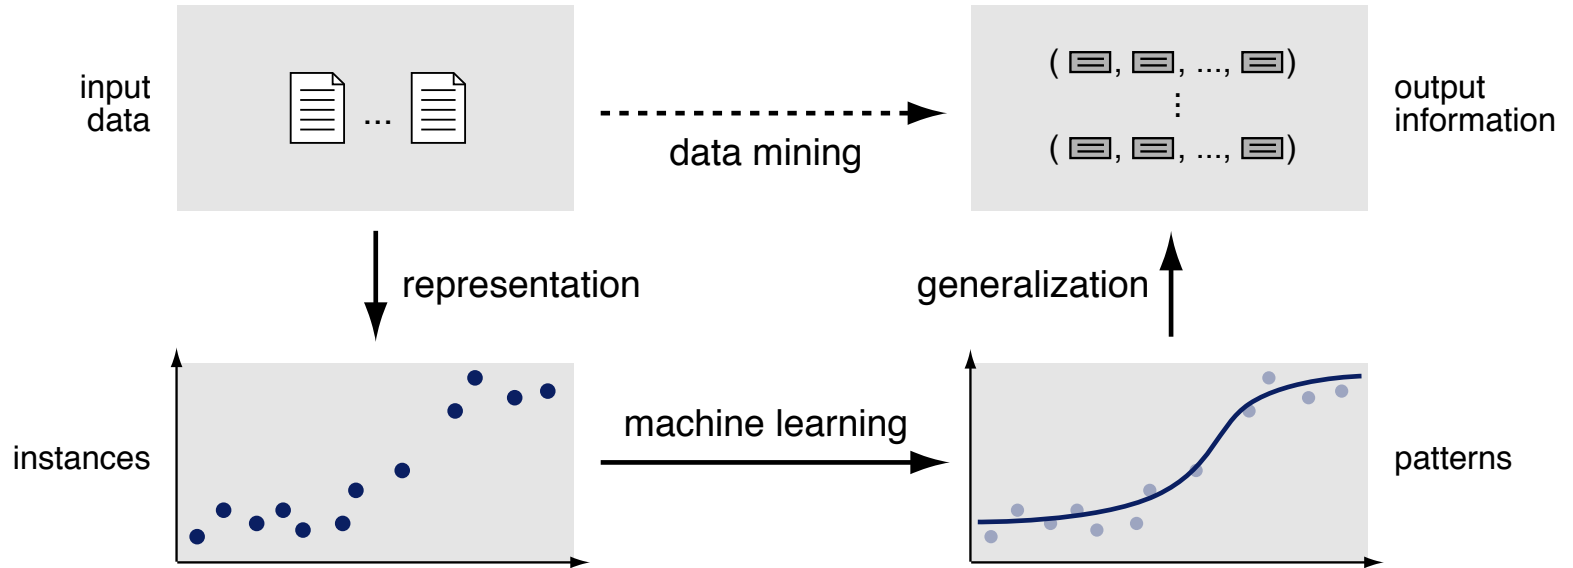 input
data
...
data mining
( , , ..., )
⋮
( , , ..., )
output
information
representation
generalization
instances
machine learning
patterns